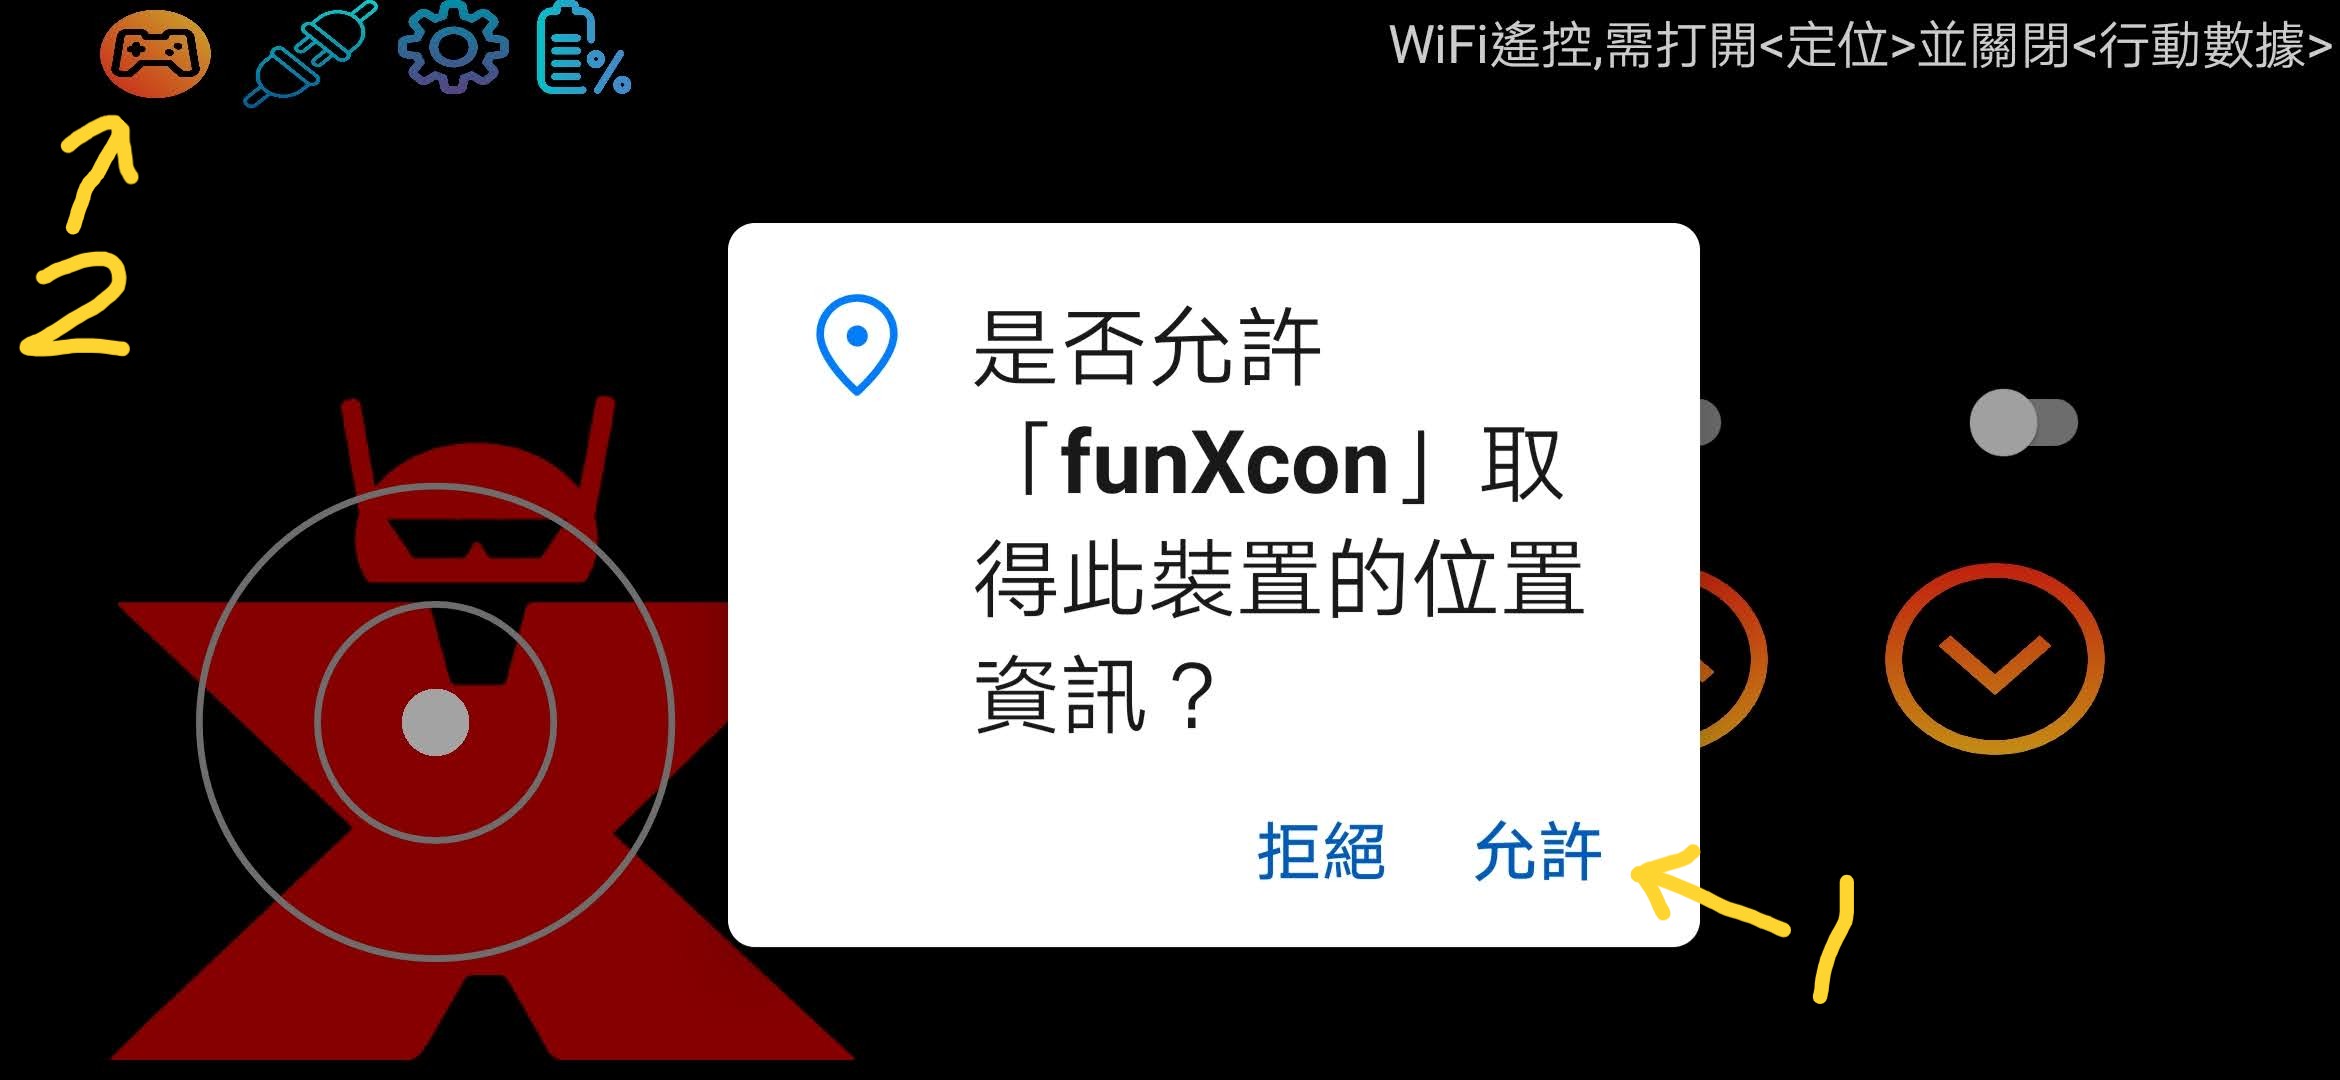 WiFi遙控,需打開<定位>並關閉<行動數據>
2
是否允許
「funXcon」取
得此裝置的位置
資訊？
拒絕 允許
1